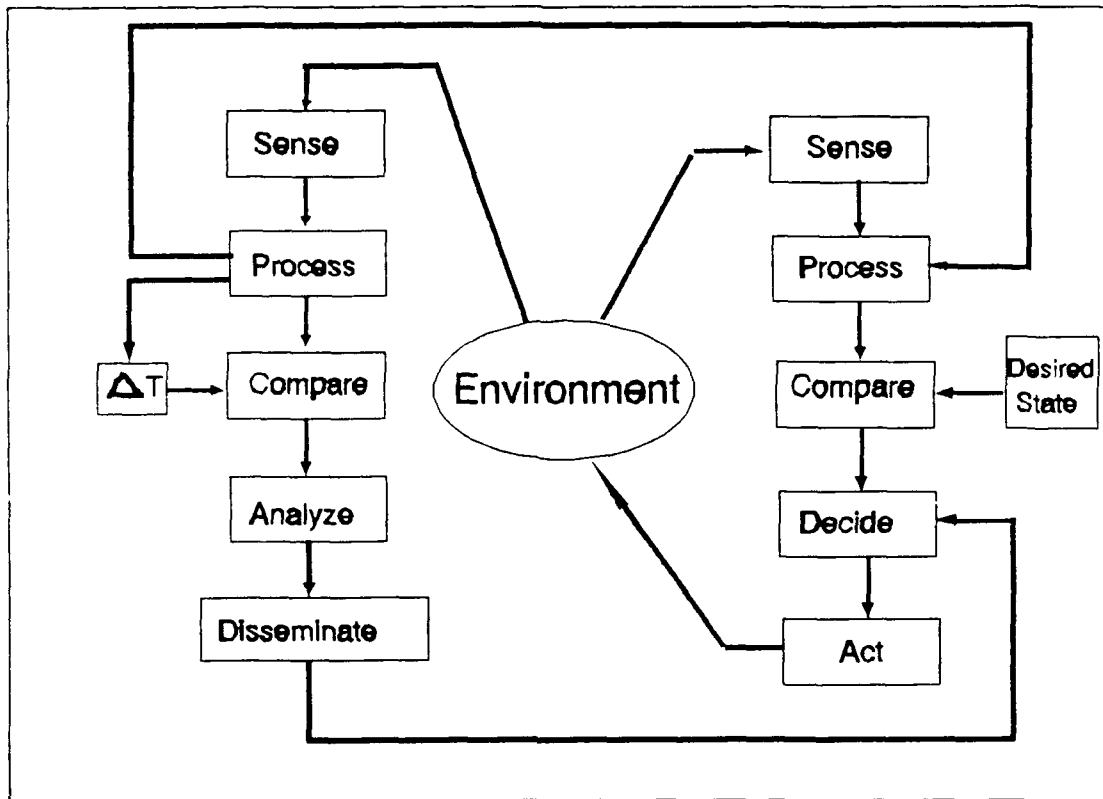 Sense
Process
ΔT
Compare
Analyze
Disseminate
Environment
Sense
Process
Compare
Desired
State
Decide
Act